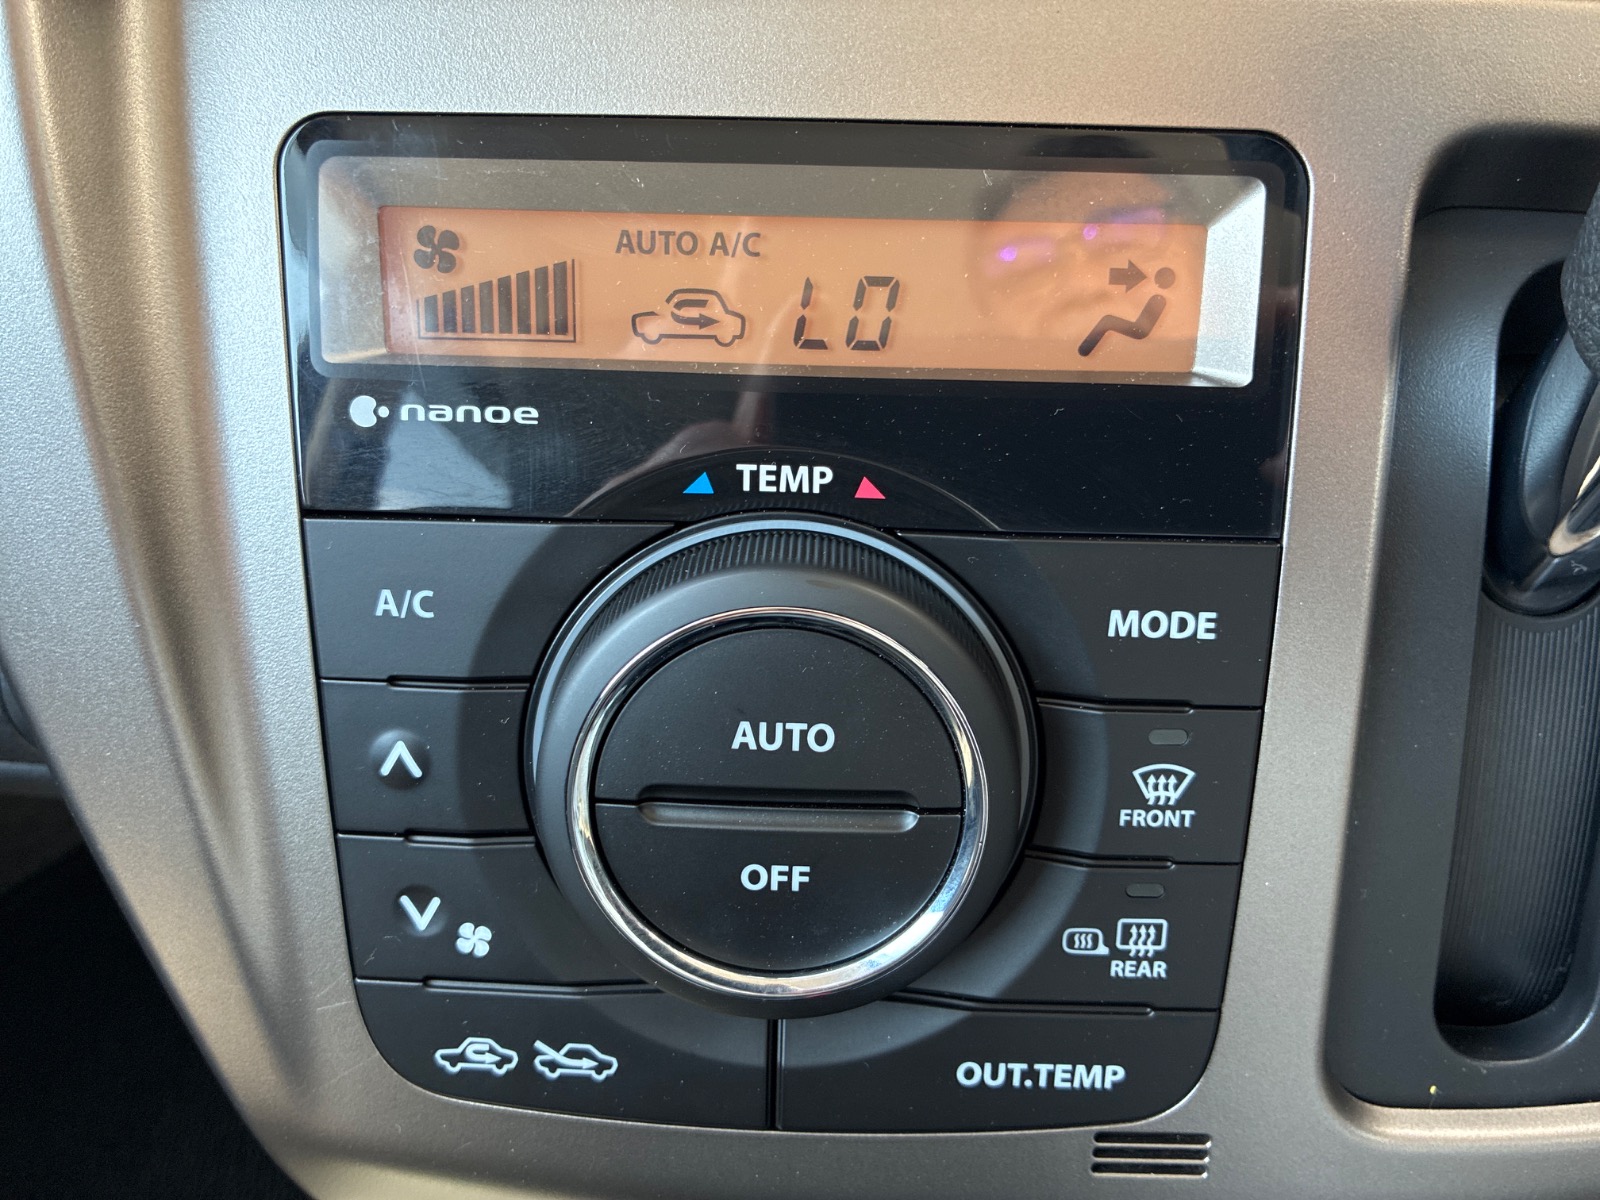 AUTO A/C
LO
nanoe
TEMP
A/C
MODE
AUTO
FRONT
OFF
REAR
OUT.TEMP